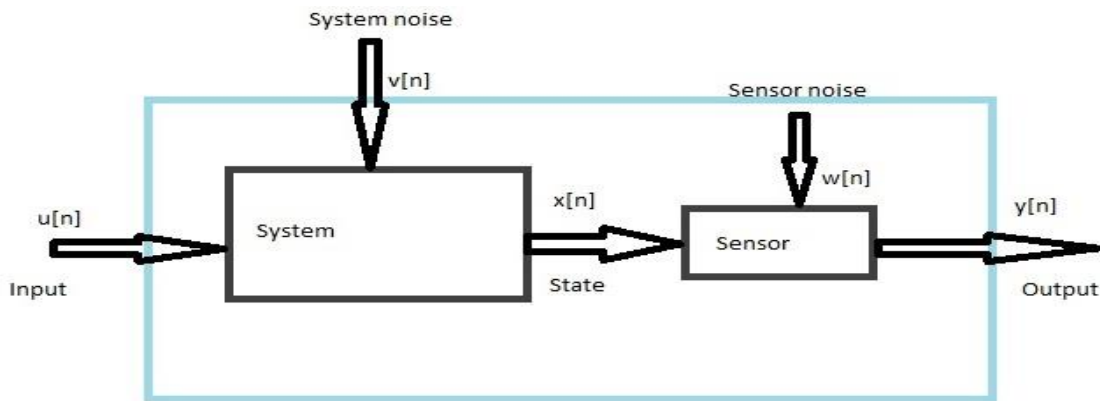 System noise
v[n]
Sensor noise
w[n]
u[n]
x[n]
y[n]
System
Sensor
Input
State
Output